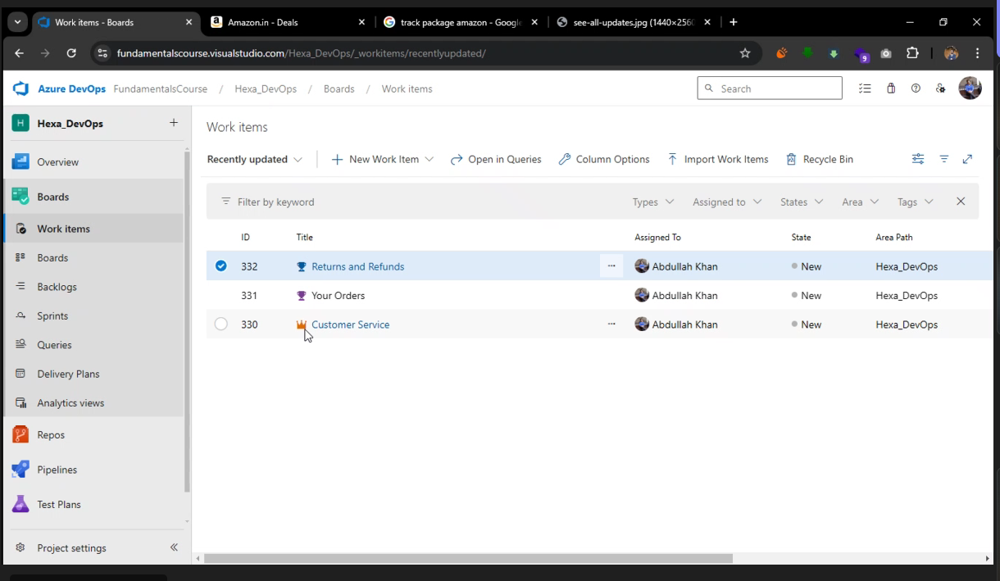 Work items - Boards
Amazon.in - Deals
track package amazon - Google
see-all-updates.jpg (1440×2560
fundamentalscourse.visualstudio.com/Hexa_DevOps/_workitems/recentlyupdated/
9
Azure DevOps FundamentalsCourse / Hexa_DevOps / Boards / Work items
Search
H Hexa_DevOps
Overview
Boards
Work items
Boards
Backlogs
Sprints
Queries
Delivery Plans
Analytics views
Repos
Pipelines
Test Plans
Project settings
Work items
Recently updated New Work Item Open in Queries Column Options Import Work Items Recycle Bin
Filter by keyword Types Assigned to States Area Tags
ID Title Assigned To State Area Path
332 Returns and Refunds Abdullah Khan New Hexa_DevOps
331 Your Orders Abdullah Khan New Hexa_DevOps
330 Customer Service Abdullah Khan New Hexa_DevOps